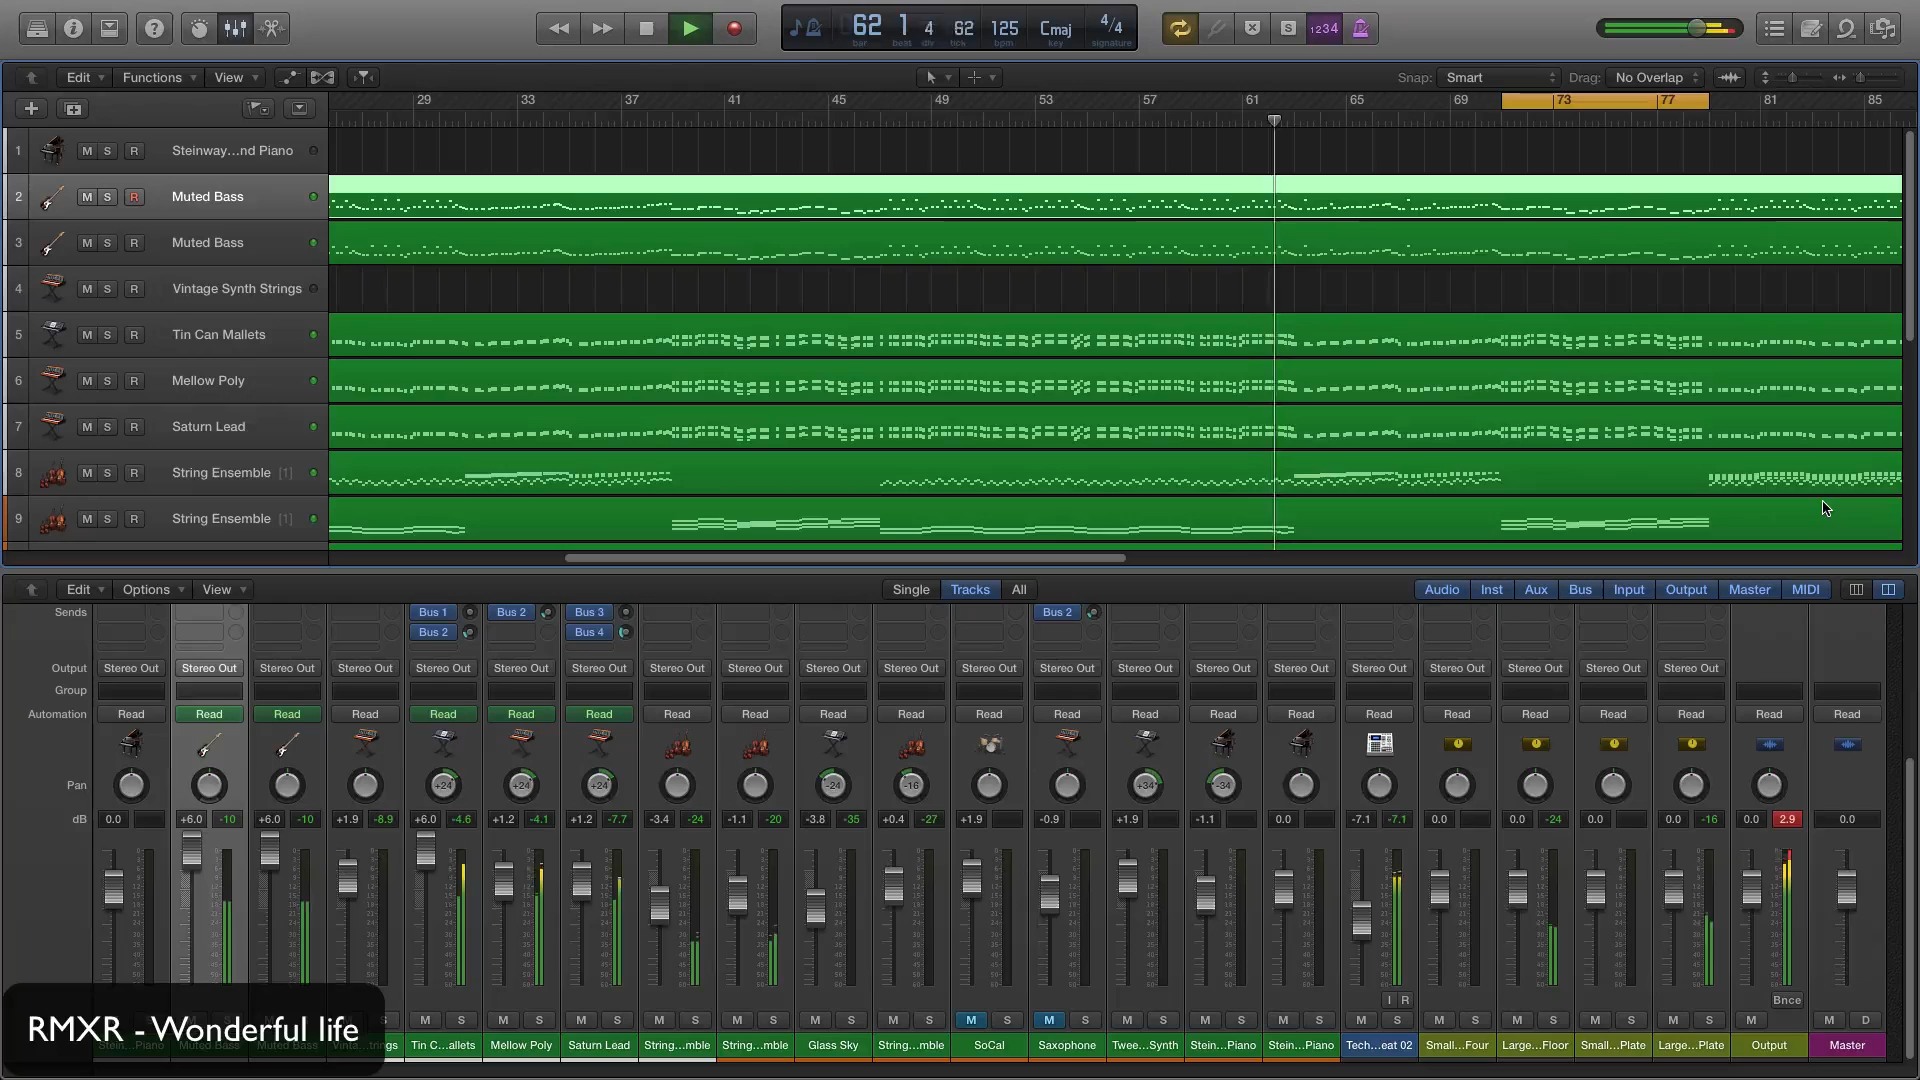 62 1 4 62 125 Cmaj 4/4
bar beat div tick bpm key signature
S 1234
Edit Functions View Snap: Smart Drag: No Overlap
29 33 37 41 45 49 53 57 61 65 69 73 77 81 85
1 M S R Steinway...nd Piano
2 M S R Muted Bass
3 M S R Muted Bass
4 M S R Vintage Synth Strings
5 M S R Tin Can Mallets
6 M S R Mellow Poly
7 M S R Saturn Lead
8 M S R String Ensemble [1]
9 M S R String Ensemble [1]
Edit Options View Single Tracks All Audio Inst Aux Bus Input Output Master MIDI
Sends Bus 1 Bus 2 Bus 3 Bus 2
Bus 2 Bus 4
Output Stereo Out Stereo Out Stereo Out Stereo Out Stereo Out Stereo Out Stereo Out Stereo Out Stereo Out Stereo Out Stereo Out Stereo Out Stereo Out Stereo Out Stereo Out Stereo Out Stereo Out Stereo Out Stereo Out Stereo Out Stereo Out
Group
Automation Read Read Read Read Read Read Read Read Read Read Read Read Read Read Read Read Read Read Read Read Read Read Read
Pan +24 +24 +24 -24 -16 +34 -34
dB 0.0 +6.0 -10 +6.0 -10 +1.9 -8.9 +6.0 -4.6 +1.2 -4.1 +1.2 -7.7 -3.4 -24 -1.1 -20 -3.8 -35 +0.4 -27 +1.9 -0.9 +1.9 -1.1 0.0 -7.1 -7.1 0.0 0.0 -24 0.0 0.0 -16 0.0 2.9 0.0
I R Bnce
M S M S M S M S M S M S M S M S M S M S M S M S M S M S M S M S M S M M D
RMXR - Wonderful life
Tin C...allets Mellow Poly Saturn Lead String...mble String...mble Glass Sky String...mble SoCal Saxophone Twee...Synth Stein...Piano Stein...Piano Tech...eat 02 Small...Four Large...Floor Small...Plate Large...Plate Output Master